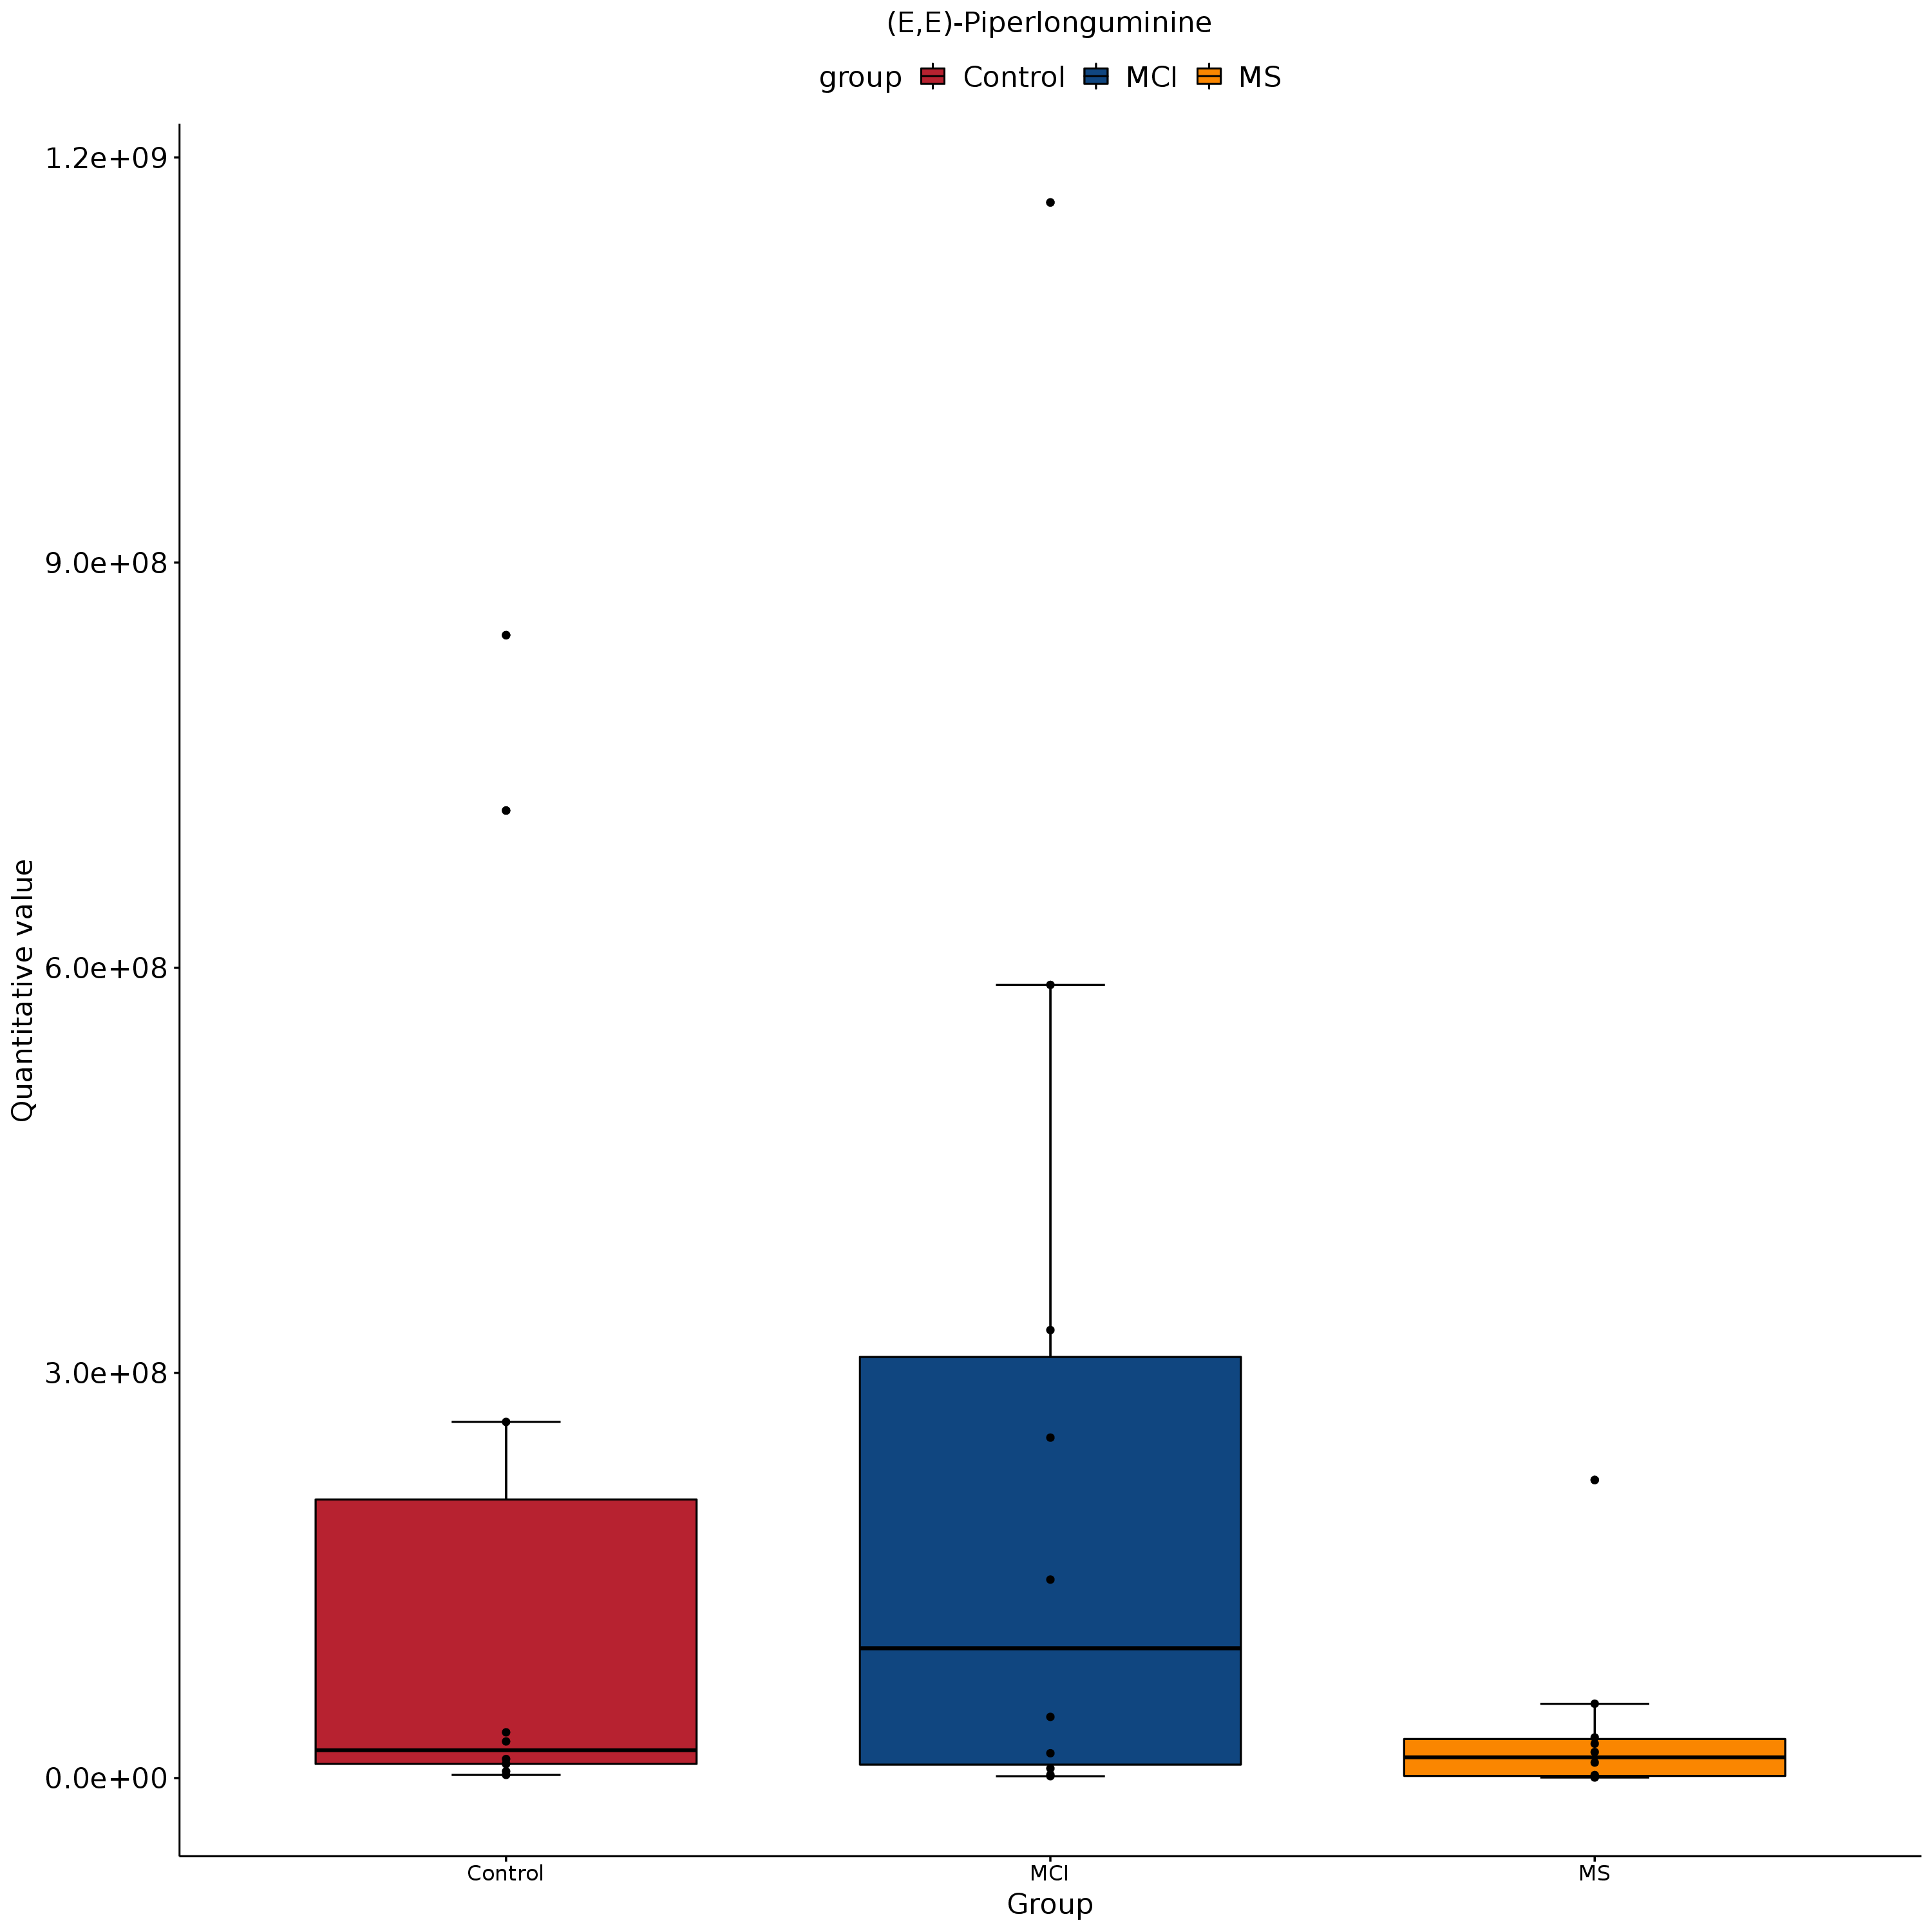 (E,E)-Piperlonguminine
group Control MCI MS
1.2e+09
9.0e+08
6.0e+08
3.0e+08
0.0e+00
Quantitative value
Control MCI MS
Group